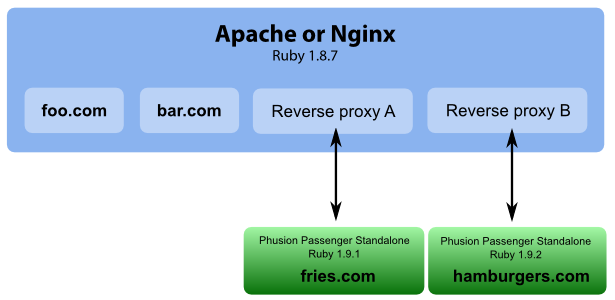 Apache or Nginx
Ruby 1.8.7
foo.com
bar.com
Reverse proxy A
Reverse proxy B
Phusion Passenger Standalone
Ruby 1.9.1
fries.com
Phusion Passenger Standalone
Ruby 1.9.2
hamburgers.com